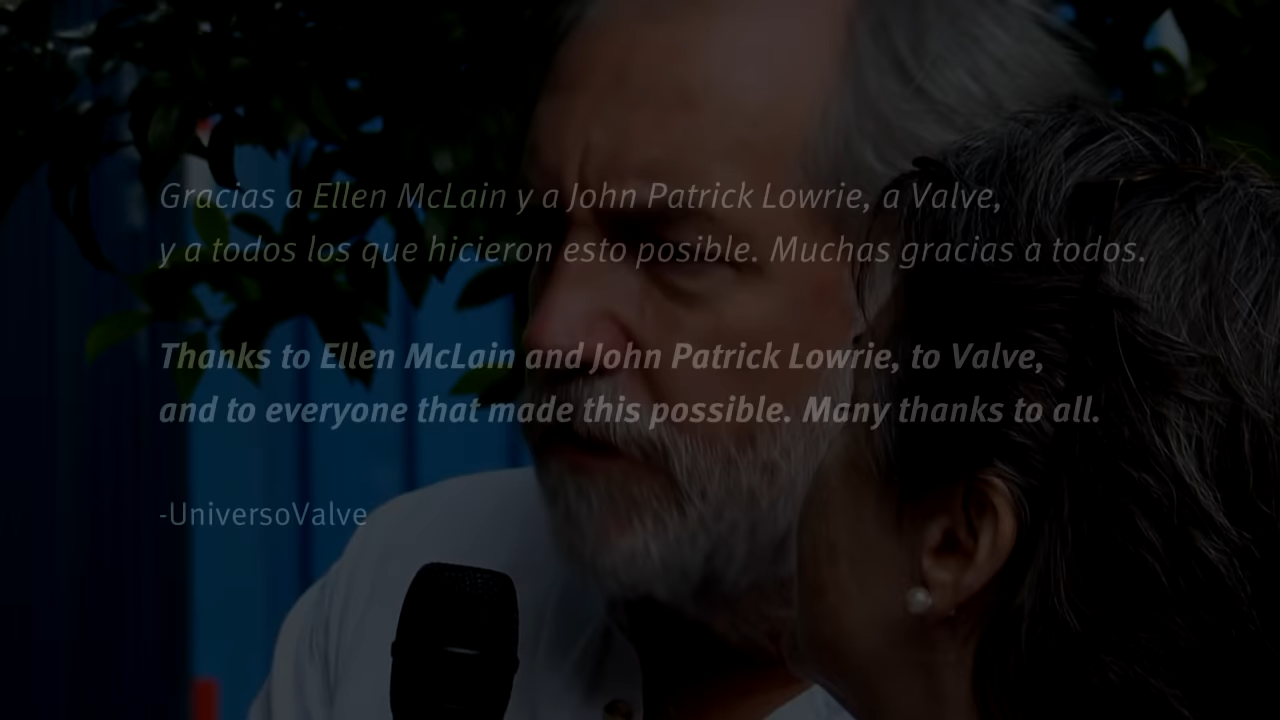 Gracias a Ellen McLain y a John Patrick Lowrie, a Valve,
y a todos los que hicieron esto posible. Muchas gracias a todos.
Thanks to Ellen McLain and John Patrick Lowrie, to Valve,
and to everyone that made this possible. Many thanks to all.
-UniversoValve